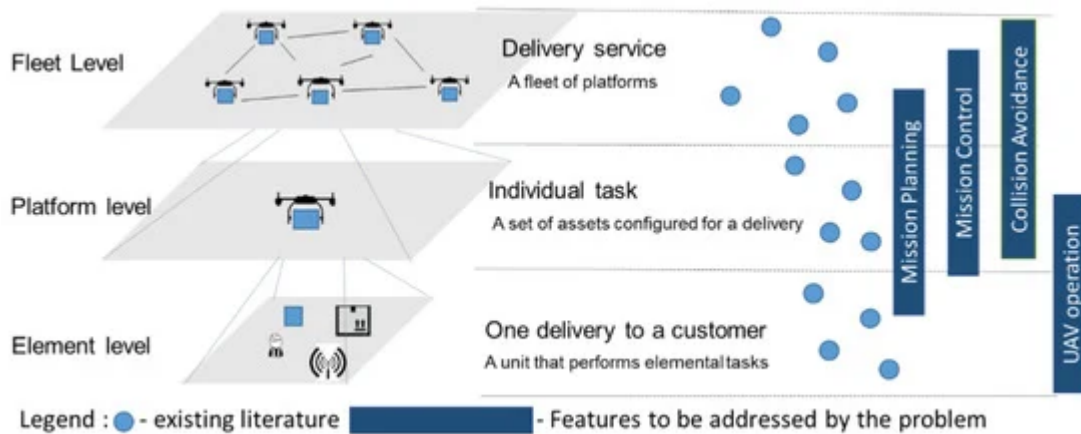 Fleet Level
Delivery service
A fleet of platforms
Platform level
Individual task
A set of assets configured for a delivery
Element level
One delivery to a customer
A unit that performs elemental tasks
Mission Planning
Mission Control
Collision Avoidance
UAV operation
Legend : - existing literature - Features to be addressed by the problem